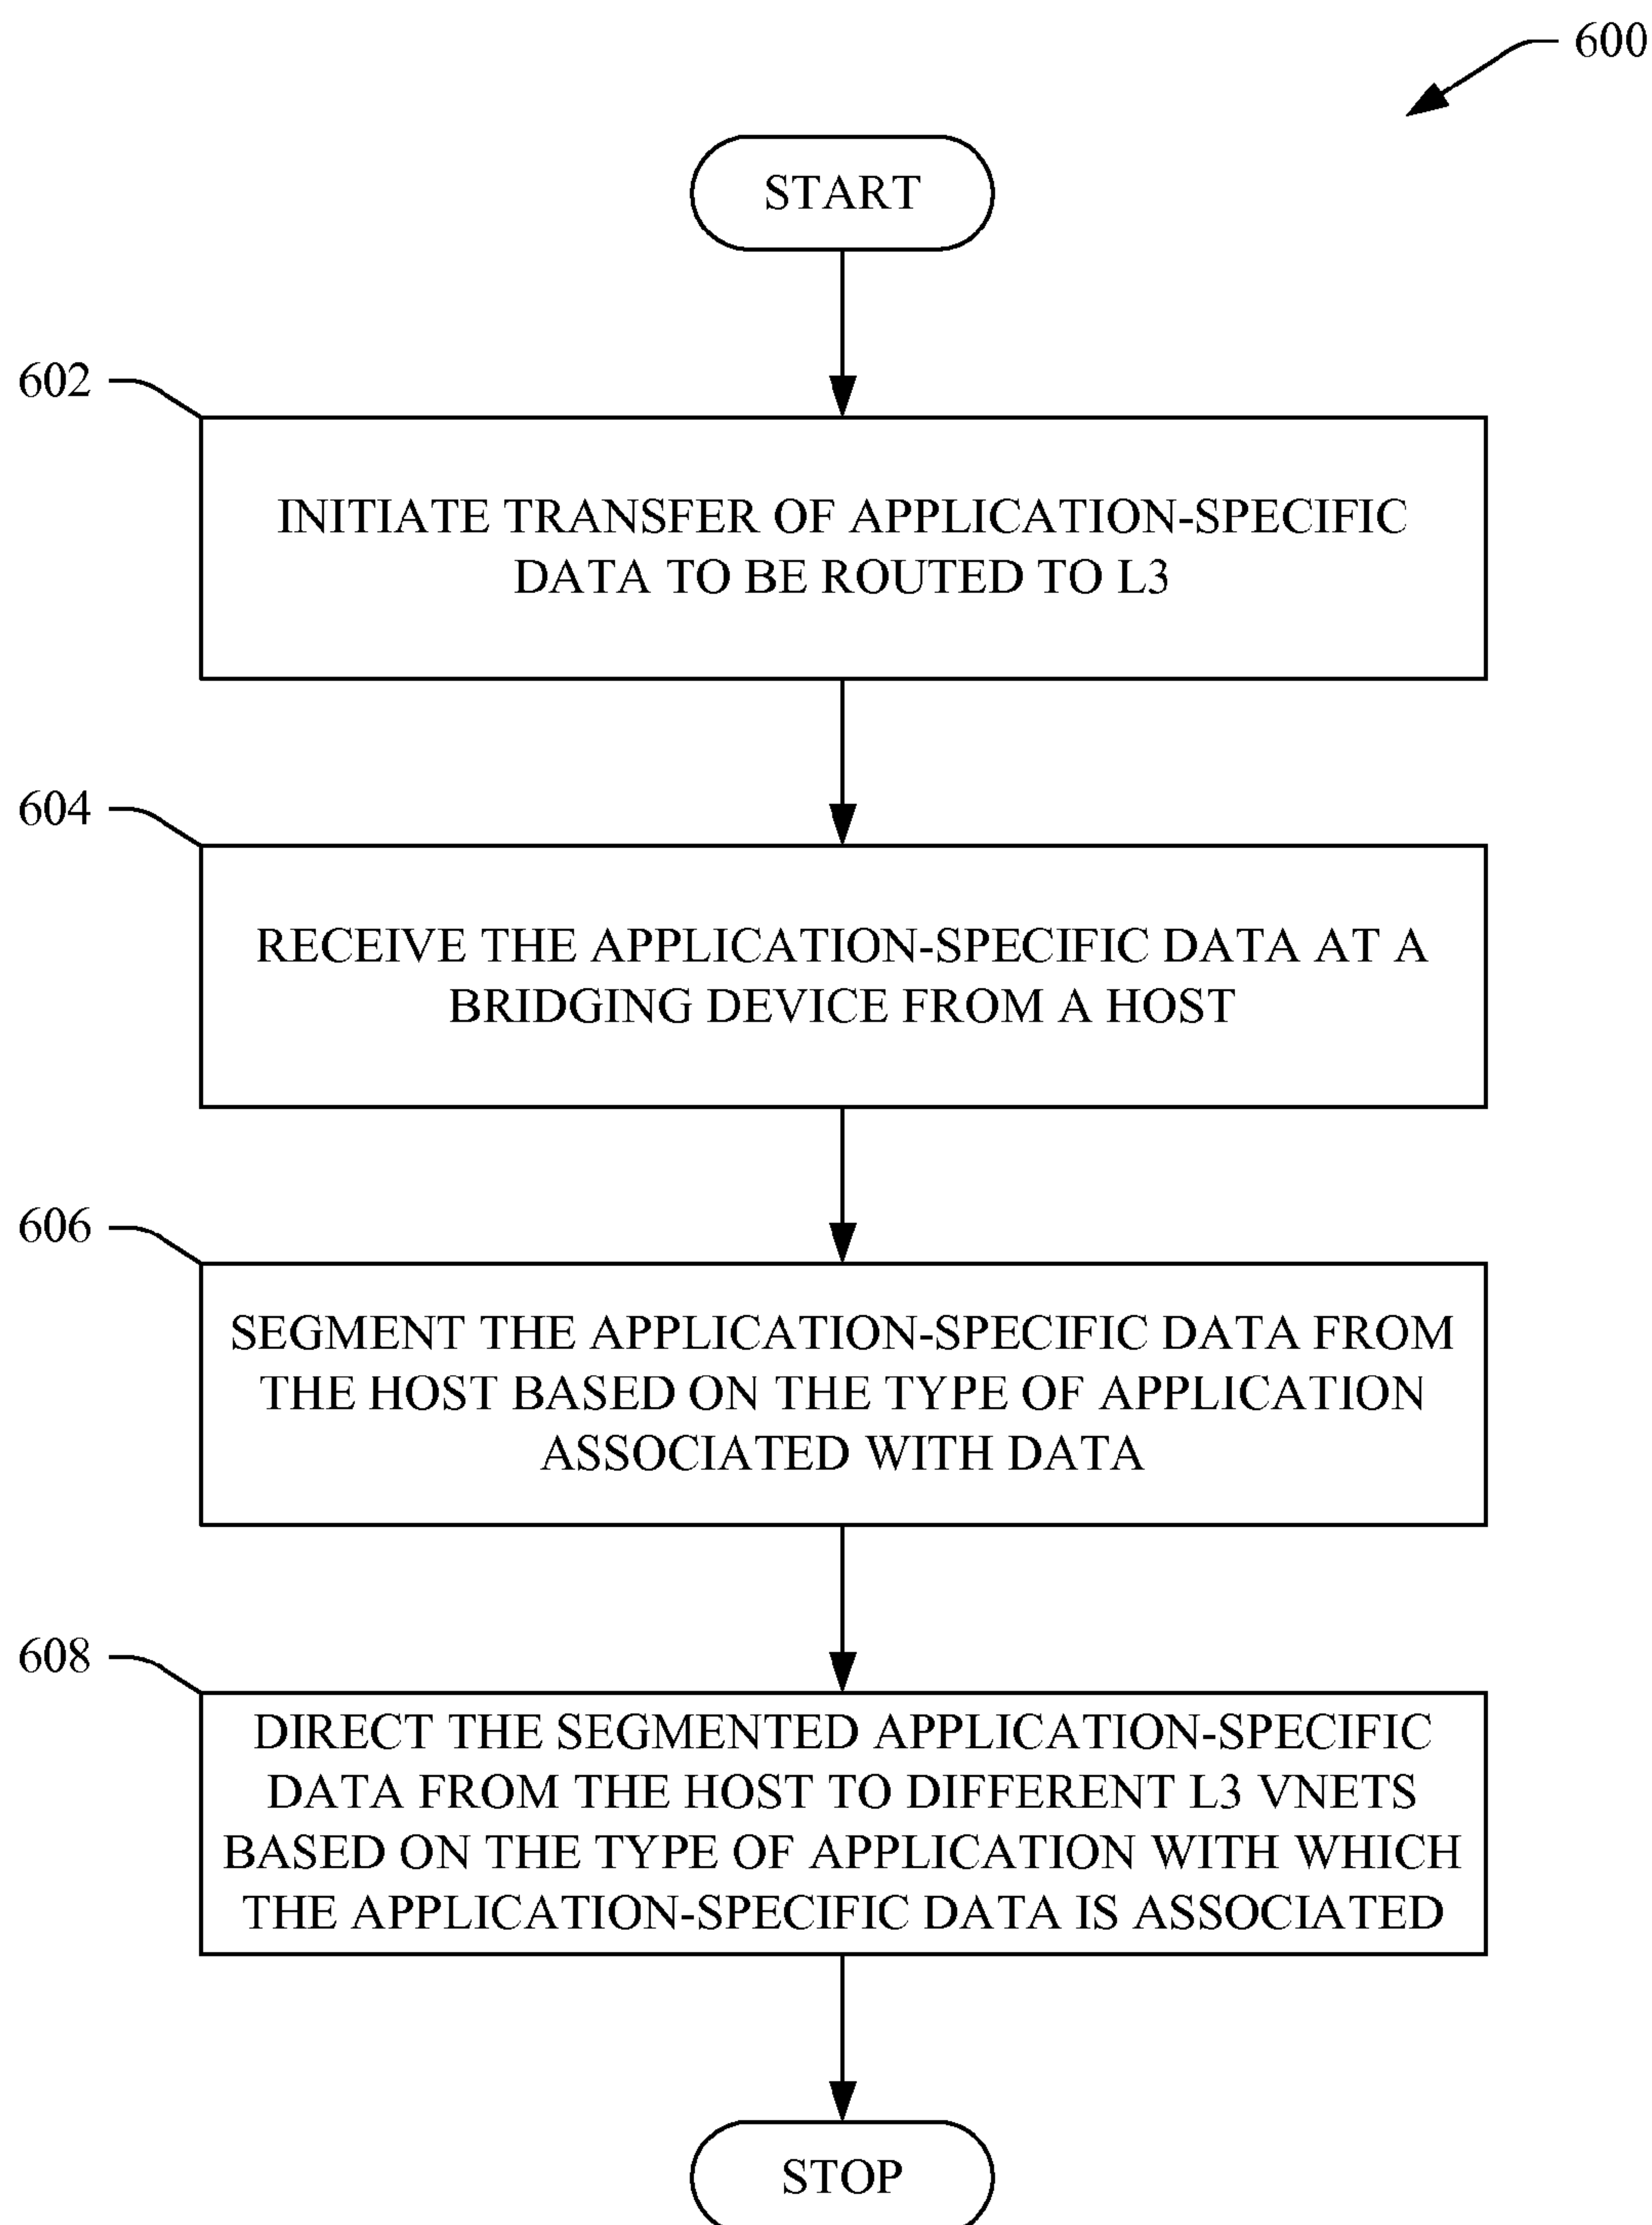 600
START
602
INITIATE TRANSFER OF APPLICATION-SPECIFIC
DATA TO BE ROUTED TO L3
604
RECEIVE THE APPLICATION-SPECIFIC DATA AT A
BRIDGING DEVICE FROM A HOST
606
SEGMENT THE APPLICATION-SPECIFIC DATA FROM
THE HOST BASED ON THE TYPE OF APPLICATION
ASSOCIATED WITH DATA
608
DIRECT THE SEGMENTED APPLICATION-SPECIFIC
DATA FROM THE HOST TO DIFFERENT L3 VNETS
BASED ON THE TYPE OF APPLICATION WITH WHICH
THE APPLICATION-SPECIFIC DATA IS ASSOCIATED
STOP